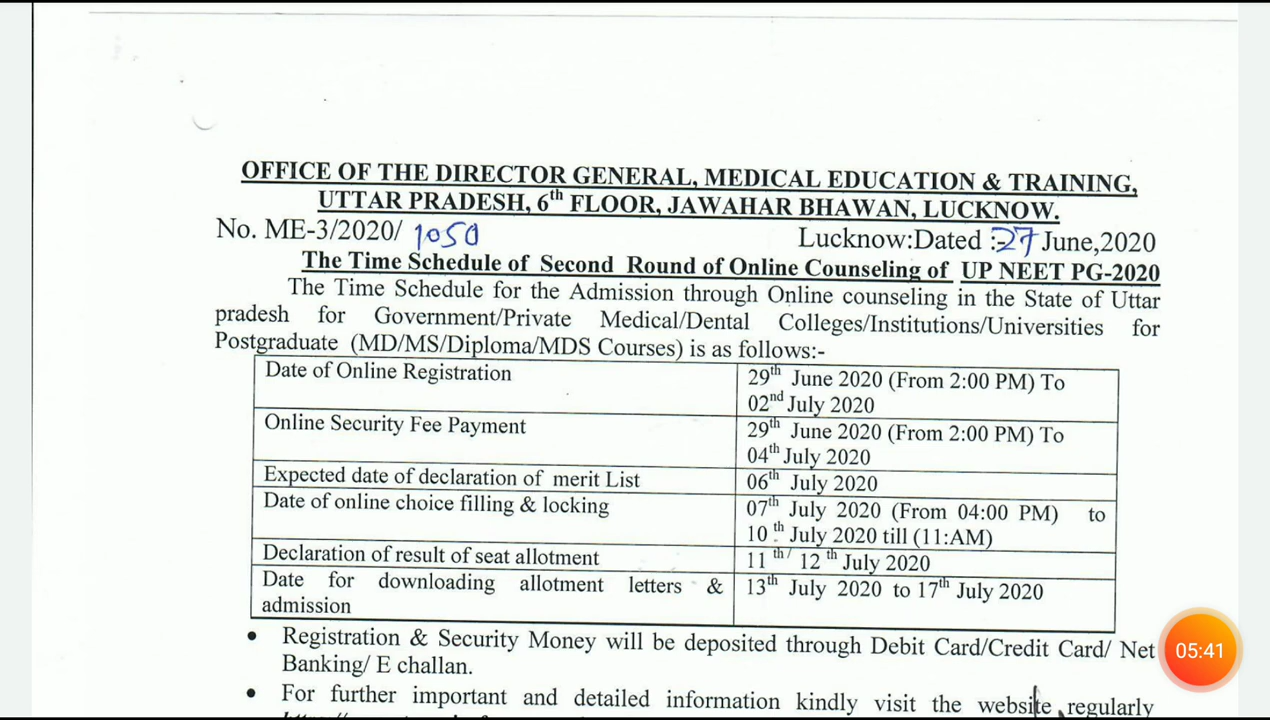 OFFICE OF THE DIRECTOR GENERAL, MEDICAL EDUCATION & TRAINING,
UTTAR PRADESH, 6th FLOOR, JAWAHAR BHAWAN, LUCKNOW.
No. ME-3/2020/ 1050 Lucknow:Dated :-27 June,2020
The Time Schedule of Second Round of Online Counseling of UP NEET PG-2020
The Time Schedule for the Admission through Online counseling in the State of Uttar
pradesh for Government/Private Medical/Dental Colleges/Institutions/Universities for
Postgraduate (MD/MS/Diploma/MDS Courses) is as follows:-
Date of Online Registration 29th June 2020 (From 2:00 PM) To
02nd July 2020
Online Security Fee Payment 29th June 2020 (From 2:00 PM) To
04th July 2020
Expected date of declaration of merit List 06th July 2020
Date of online choice filling & locking 07th July 2020 (From 04:00 PM) to
10 th July 2020 till (11:AM)
Declaration of result of seat allotment 11 th/ 12 th July 2020
Date for downloading allotment letters & 13th July 2020 to 17th July 2020
admission
• Registration & Security Money will be deposited through Debit Card/Credit Card/ Net
Banking/ E challan.
05:41
• For further important and detailed information kindly visit the website regularly